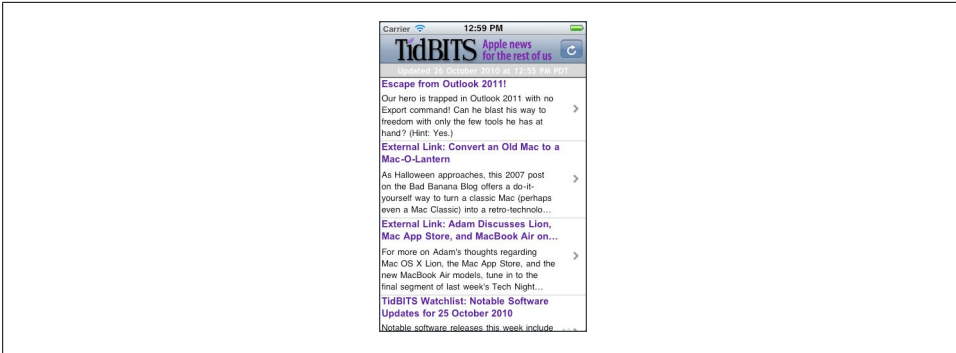 Carrier 12:59 PM
TidBITS Apple news
for the rest of us
Updated 26 October 2010 at 12:55 PM PDT
Escape from Outlook 2011!
Our hero is trapped in Outlook 2011 with no
Export command! Can he blast his way to
freedom with only the few tools he has at
hand? (Hint: Yes.)
External Link: Convert an Old Mac to a
Mac-O-Lantern
As Halloween approaches, this 2007 post
on the Bad Banana Blog offers a do-it-
yourself way to turn a classic Mac (perhaps
even a Mac Classic) into a retro-technolo...
External Link: Adam Discusses Lion,
Mac App Store, and MacBook Air on...
For more on Adam's thoughts regarding
Mac OS X Lion, the Mac App Store, and the
new MacBook Air models, tune in to the
final segment of last week's Tech Night...
TidBITS Watchlist: Notable Software
Updates for 25 October 2010
Notable software releases this week include